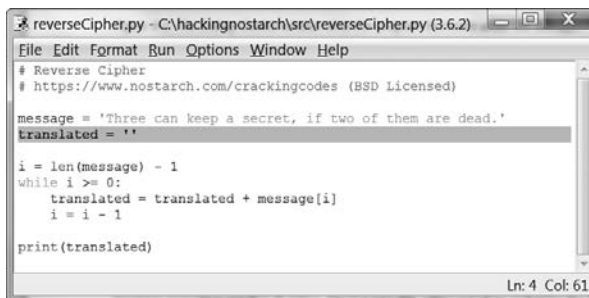 reverseCipher.py - C:\hackingnostarch\src\reverseCipher.py (3.6.2)
File Edit Format Run Options Window Help
# Reverse Cipher
# https://www.nostarch.com/crackingcodes (BSD Licensed)
message = 'Three can keep a secret, if two of them are dead.'
translated = ''
i = len(message) - 1
while i >= 0:
    translated = translated + message[i]
    i = i - 1
print(translated)
Ln: 4 Col: 61